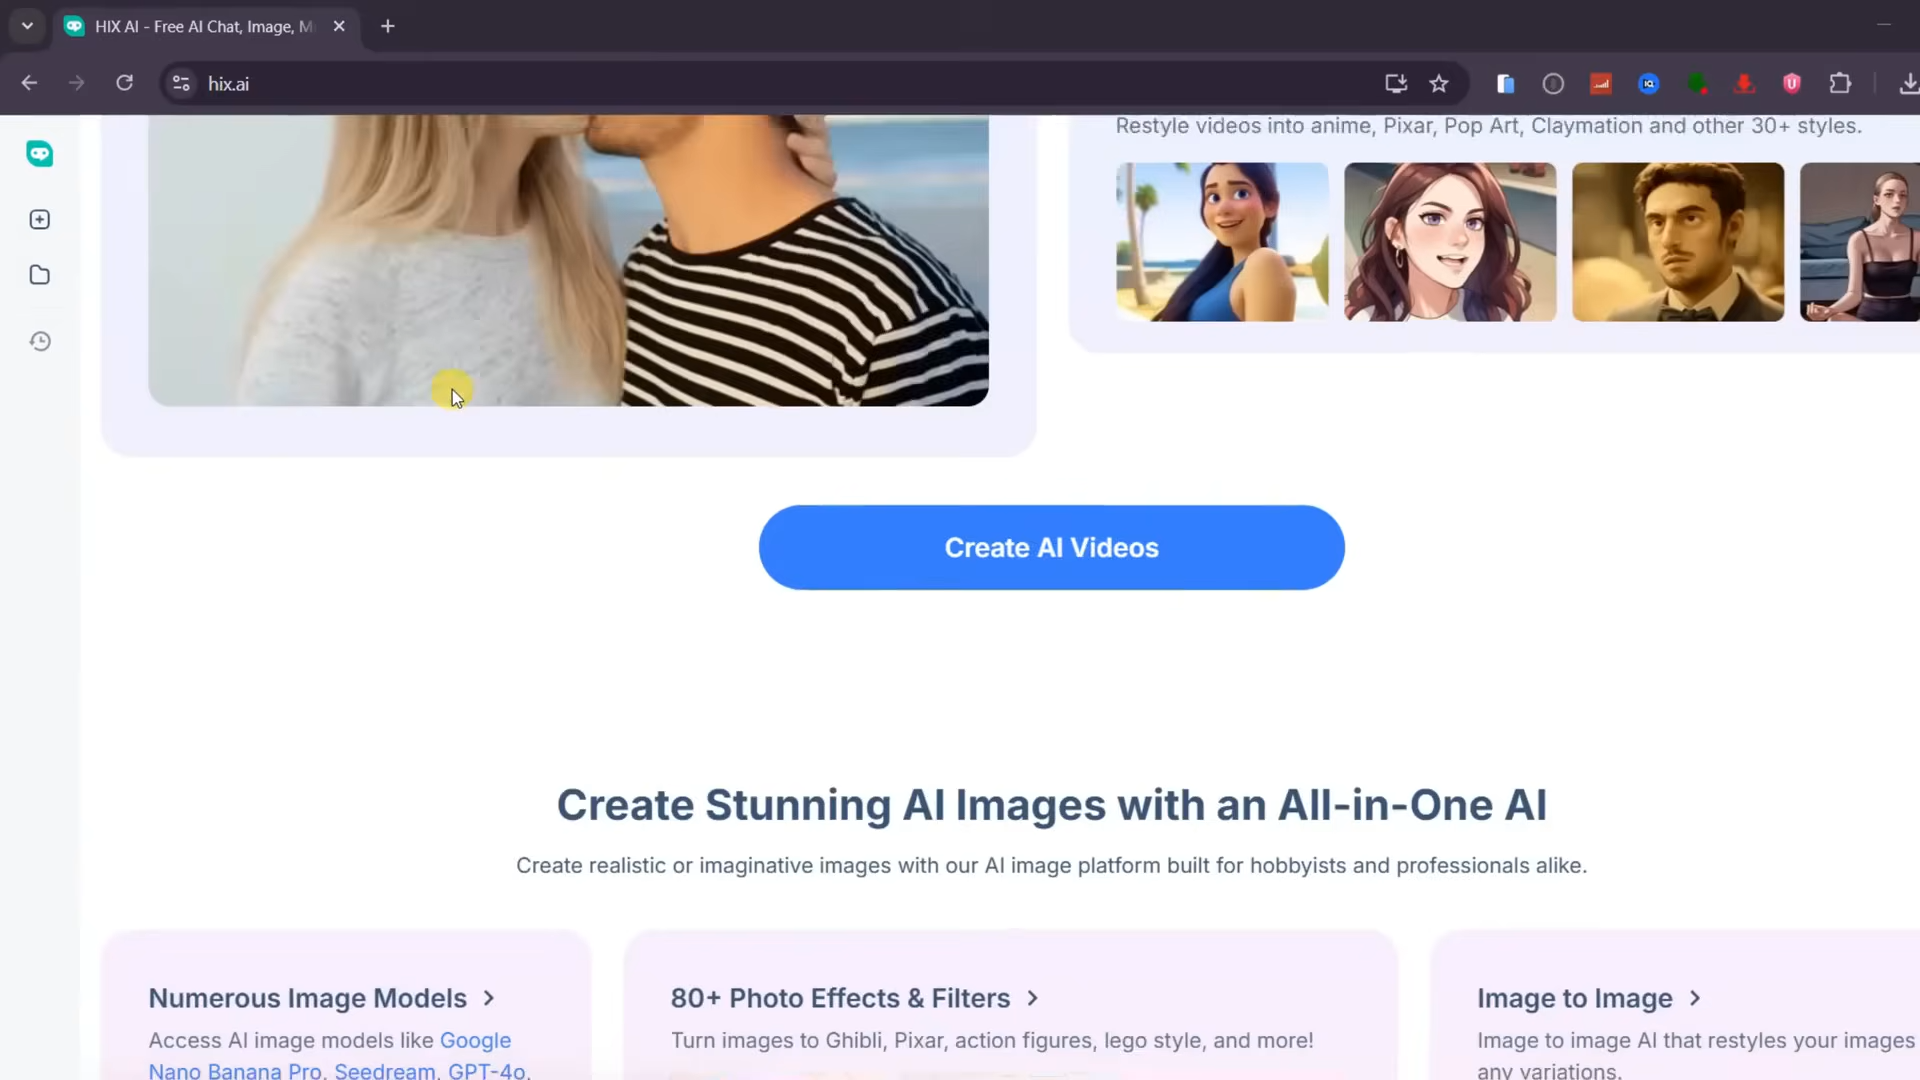 HIX AI - Free AI Chat, Image, M
hix.ai
Restyle videos into anime, Pixar, Pop Art, Claymation and other 30+ styles.
Create AI Videos
Create Stunning AI Images with an All-in-One AI
Create realistic or imaginative images with our AI image platform built for hobbyists and professionals alike.
Numerous Image Models
Access AI image models like Google
Nano Banana Pro, Seedream, GPT-4o,
80+ Photo Effects & Filters
Turn images to Ghibli, Pixar, action figures, lego style, and more!
Image to Image
Image to image AI that restyles your images
any variations.